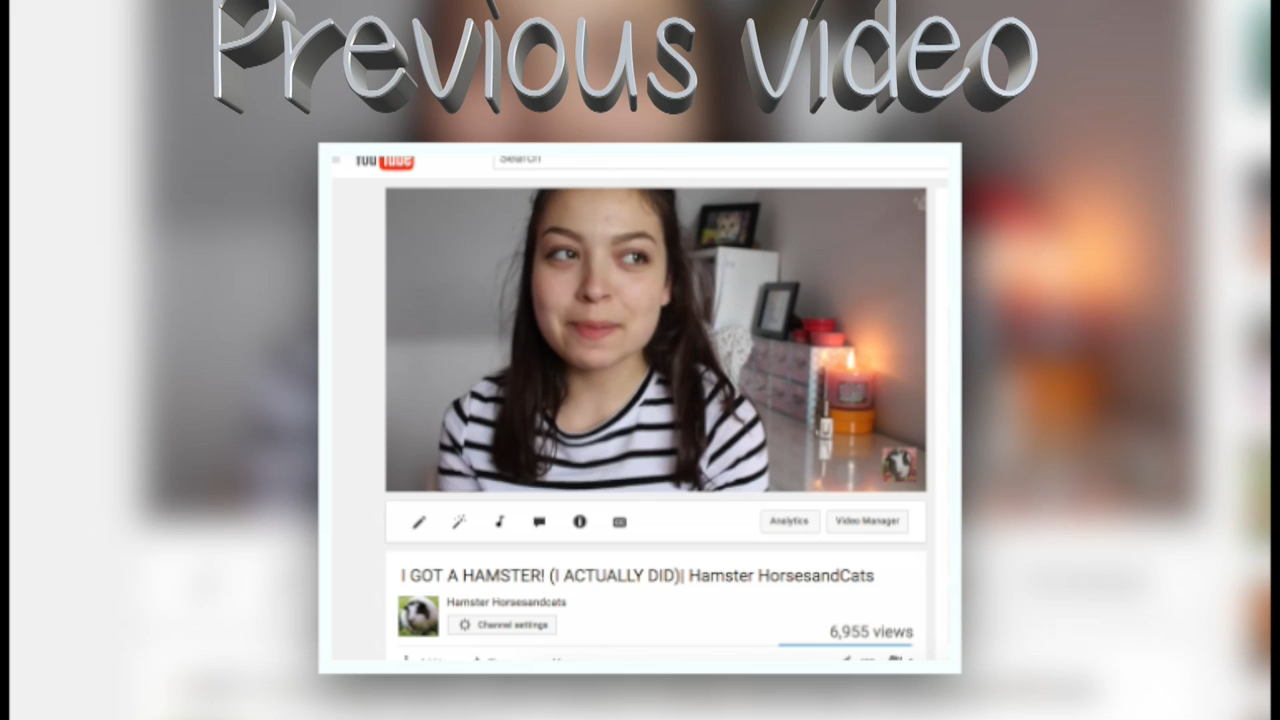 Previous video
YouTube
Search
Analytics
Video Manager
I GOT A HAMSTER! (I ACTUALLY DID)| Hamster HorsesandCats
Hamster Horsesandcats
Channel settings
6,955 views